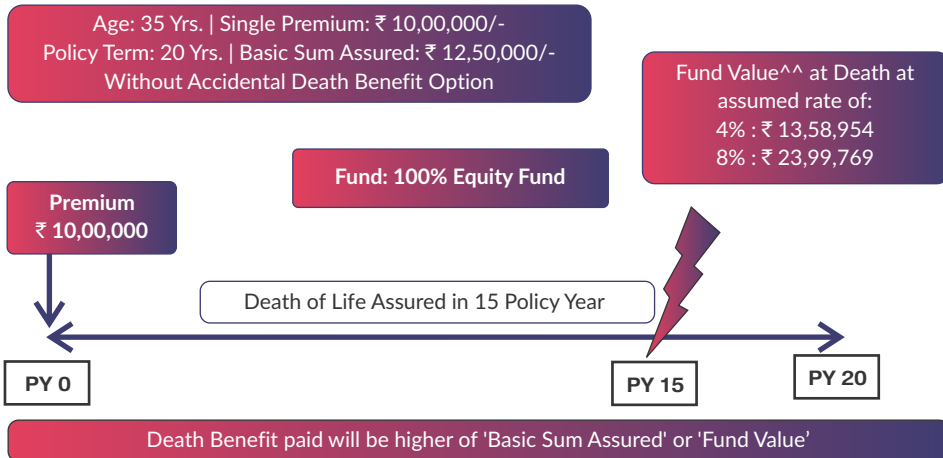 Age: 35 Yrs. | Single Premium: ₹ 10,00,000/-
Policy Term: 20 Yrs. | Basic Sum Assured: ₹ 12,50,000/-
Without Accidental Death Benefit Option
Fund Value^^ at Death at
assumed rate of:
4% : ₹ 13,58,954
8% : ₹ 23,99,769
Fund: 100% Equity Fund
Premium
₹ 10,00,000
Death of Life Assured in 15 Policy Year
PY 0
PY 15
PY 20
Death Benefit paid will be higher of 'Basic Sum Assured' or 'Fund Value’